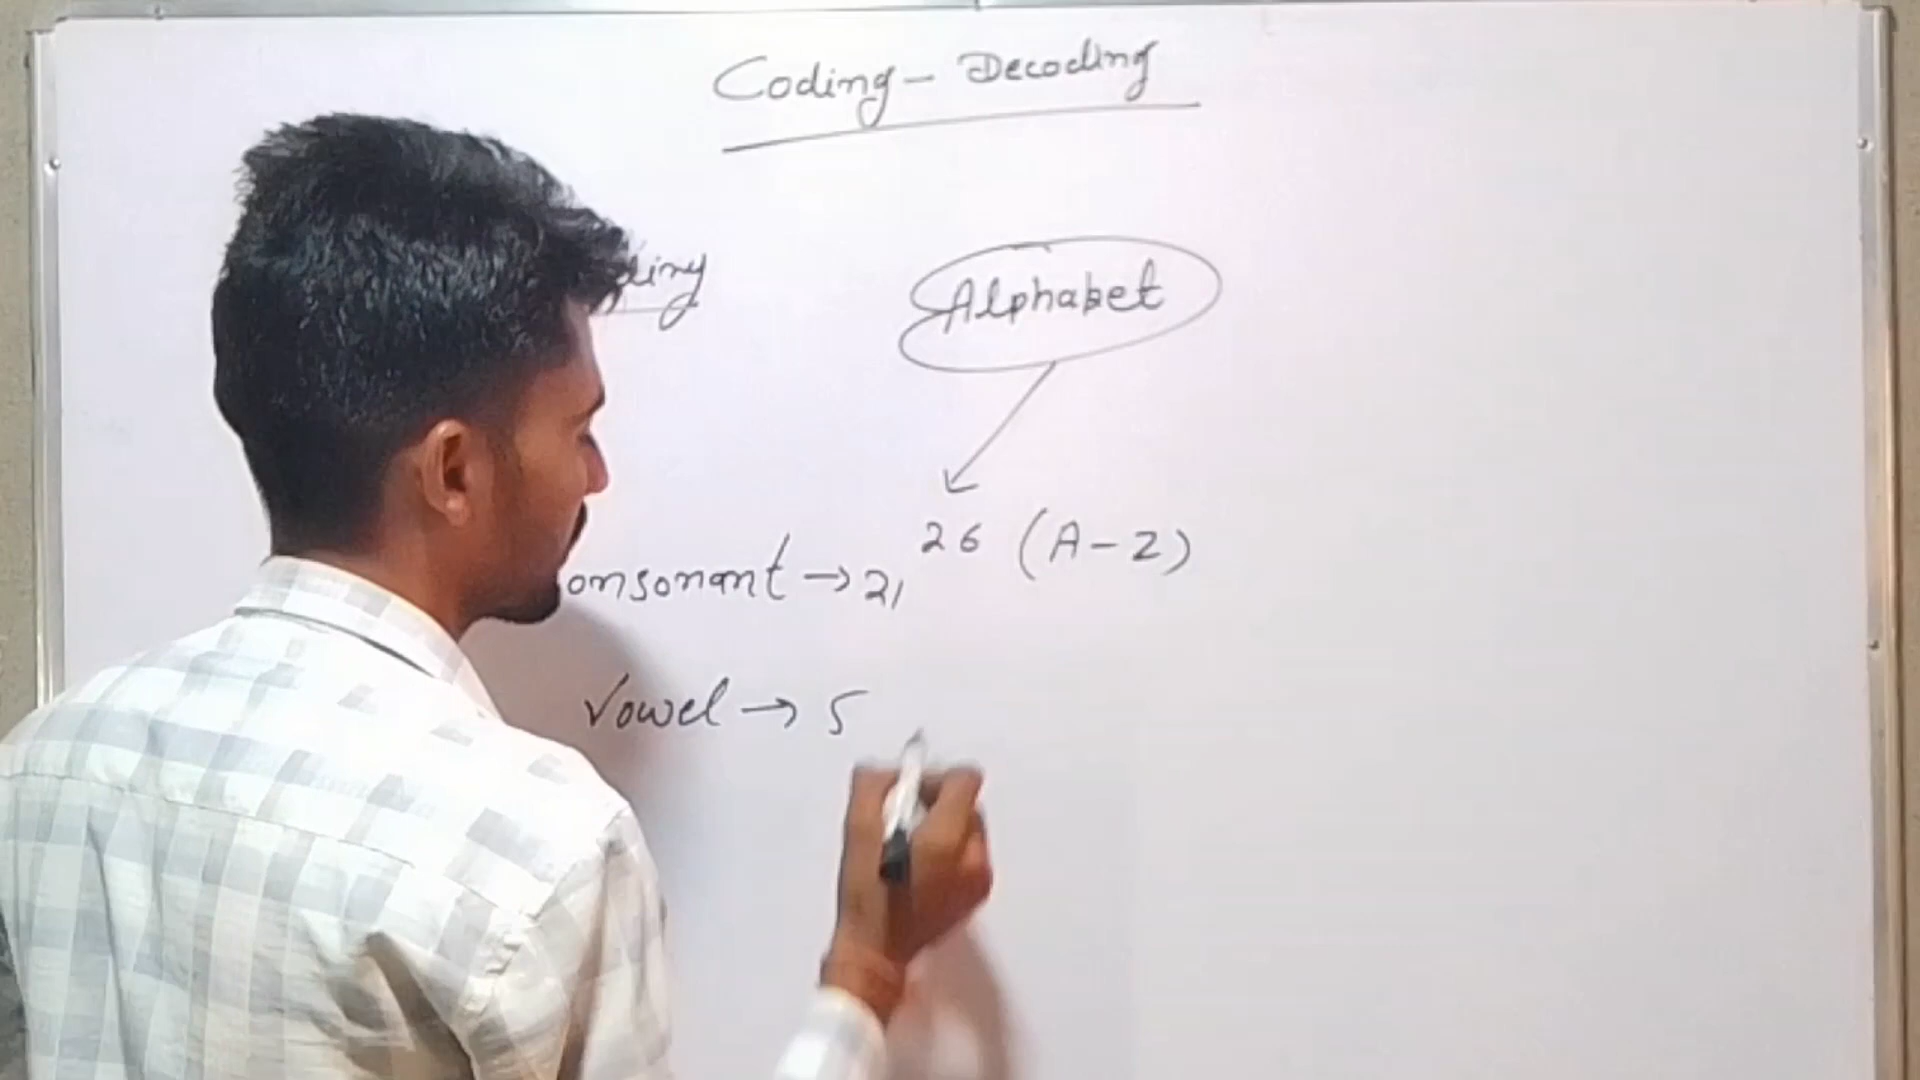 Coding - Decoding
Alphabet
26 (A-Z)
onsonant → 21
Vowel → 5